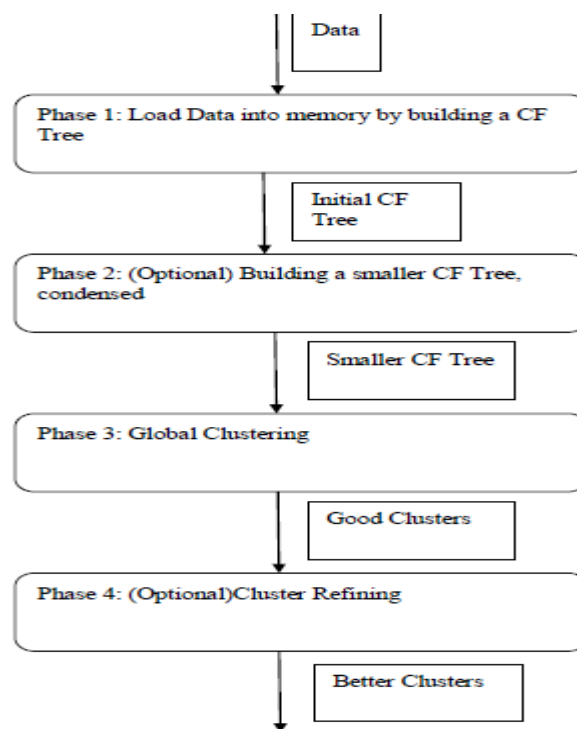 Data
Phase 1: Load Data into memory by building a CF
Tree
Initial CF
Tree
Phase 2: (Optional) Building a smaller CF Tree,
condensed
Smaller CF Tree
Phase 3: Global Clustering
Good Clusters
Phase 4: (Optional)Cluster Refining
Better Clusters